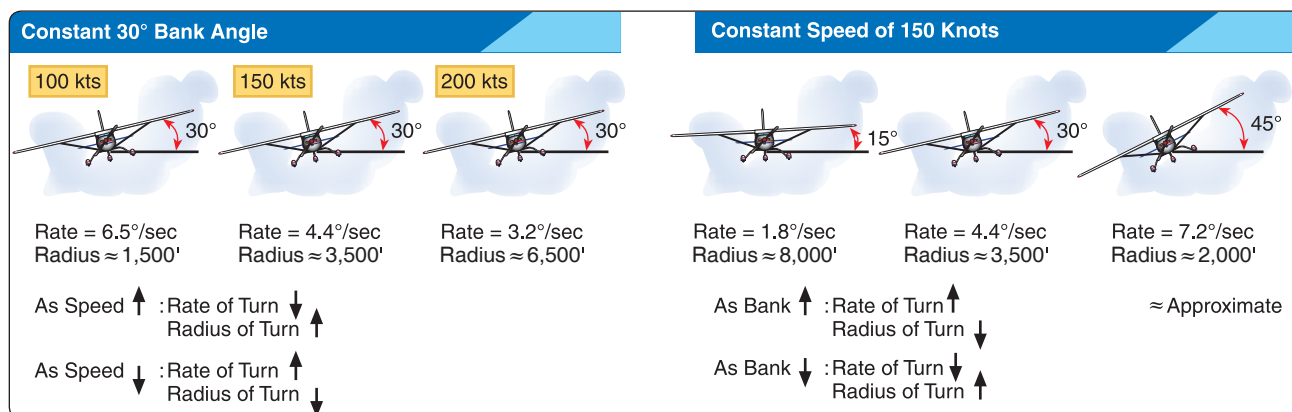 Constant 30° Bank Angle
100 kts
150 kts
200 kts
30°
30°
30°
Rate = 6.5°/sec
Radius ≈ 1,500'
Rate = 4.4°/sec
Radius ≈ 3,500'
Rate = 3.2°/sec
Radius ≈ 6,500'
As Speed ↑ : Rate of Turn ↓
Radius of Turn ↑
As Speed ↓ : Rate of Turn ↑
Radius of Turn ↓
Constant Speed of 150 Knots
15°
30°
45°
Rate = 1.8°/sec
Radius ≈ 8,000'
Rate = 4.4°/sec
Radius ≈ 3,500'
Rate = 7.2°/sec
Radius ≈ 2,000'
As Bank ↑ : Rate of Turn ↑
Radius of Turn ↓
As Bank ↓ : Rate of Turn ↓
Radius of Turn ↑
≈ Approximate